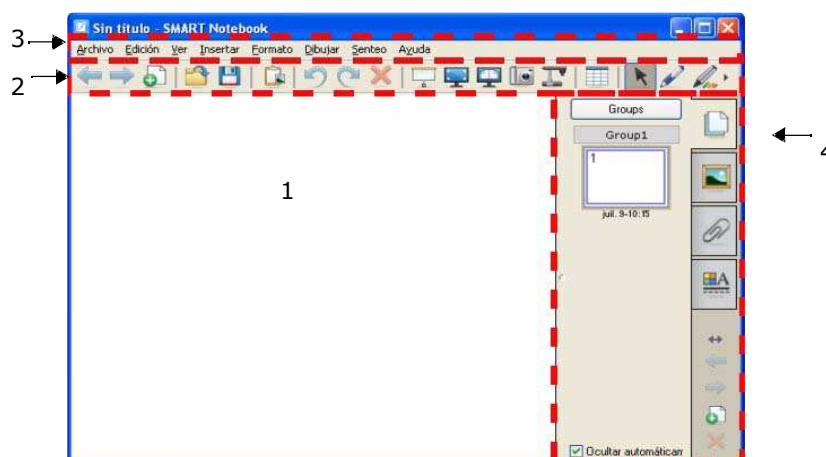 Sin título - SMART Notebook
3
Archivo Edición Ver Insertar Formato Dibujar Senteo Ayuda
2
Groups
Group1
4
1
1
juil. 9-10:15
A
Ocultar automáticam